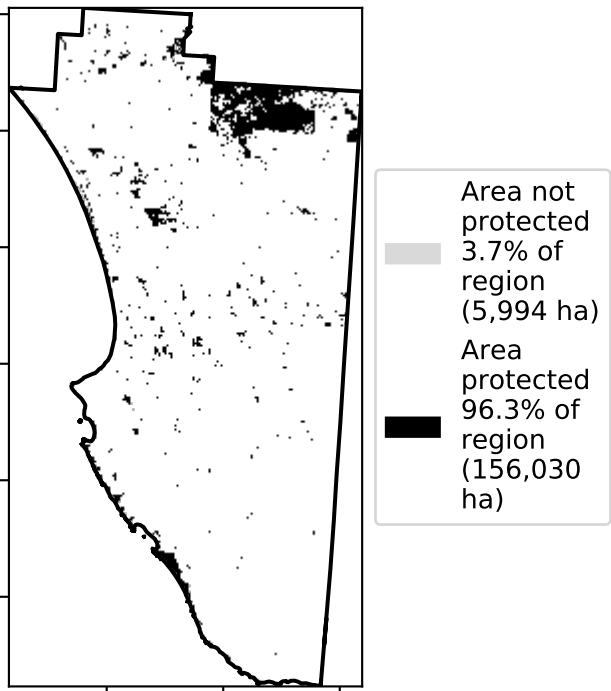 Area not
protected
3.7% of
region
(5,994 ha)
Area
protected
96.3% of
region
(156,030
ha)